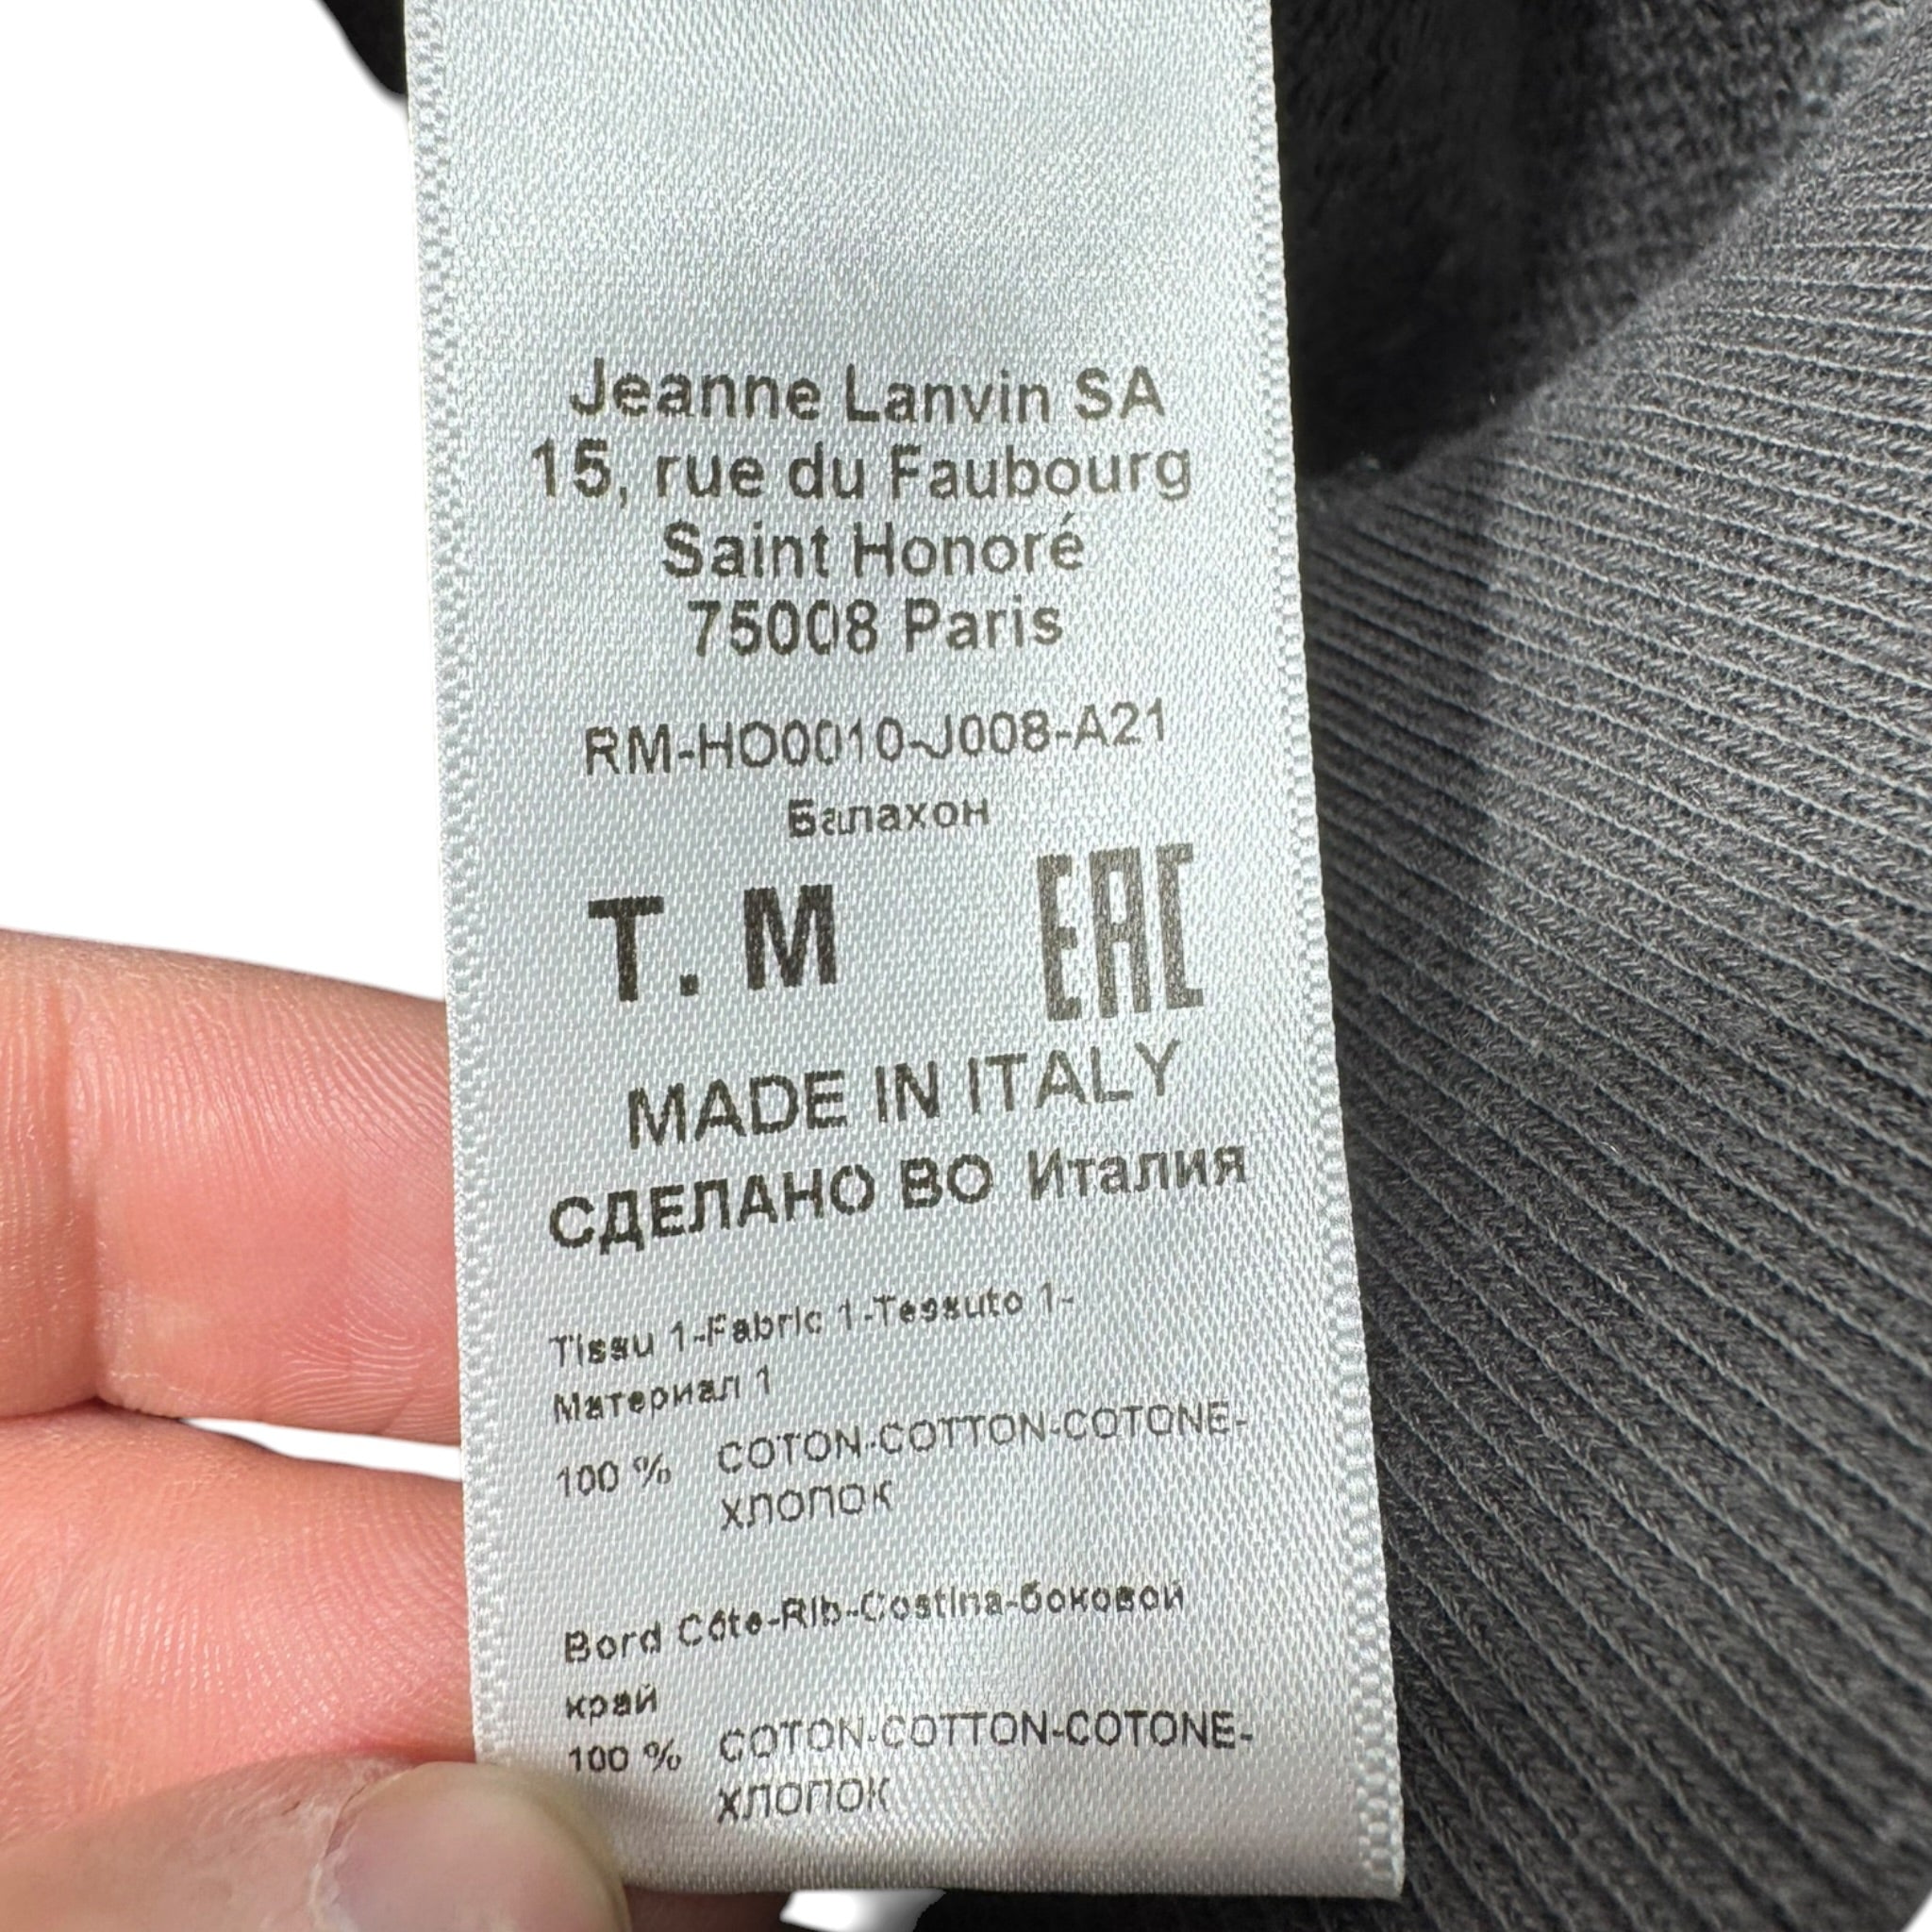 Jeanne Lanvin SA
15, rue du Faubourg
Saint Honoré
75008 Paris
RM-HO0010-J008-A21
Балахон
T. M EAC
MADE IN ITALY
СДЕЛАНО ВО Италия
Tissu 1-Fabric 1-Tessuto 1-
Материал 1
100 % COTON-COTTON-COTONE-
ХЛОПОК
Bord Côte-Rib-Costina-боковой
край
100 % COTON-COTTON-COTONE-
ХЛОПОК